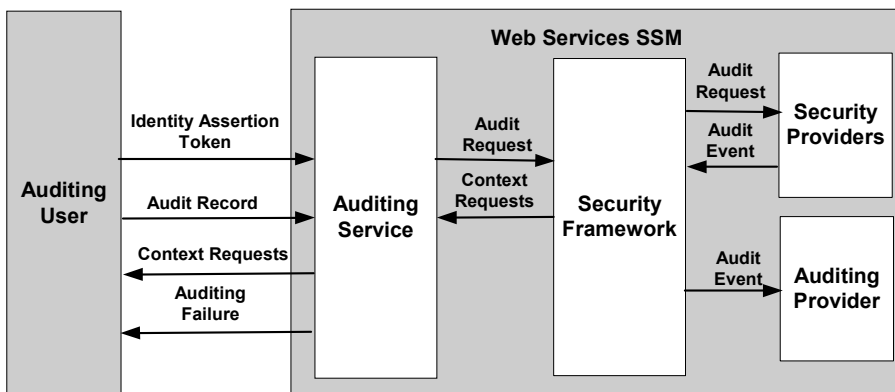 Web Services SSM
Auditing
User
Identity Assertion
Token
Audit Record
Context Requests
Auditing
Failure
Auditing
Service
Audit
Request
Context
Requests
Security
Framework
Audit
Request
Audit
Event
Security
Providers
Audit
Event
Auditing
Provider